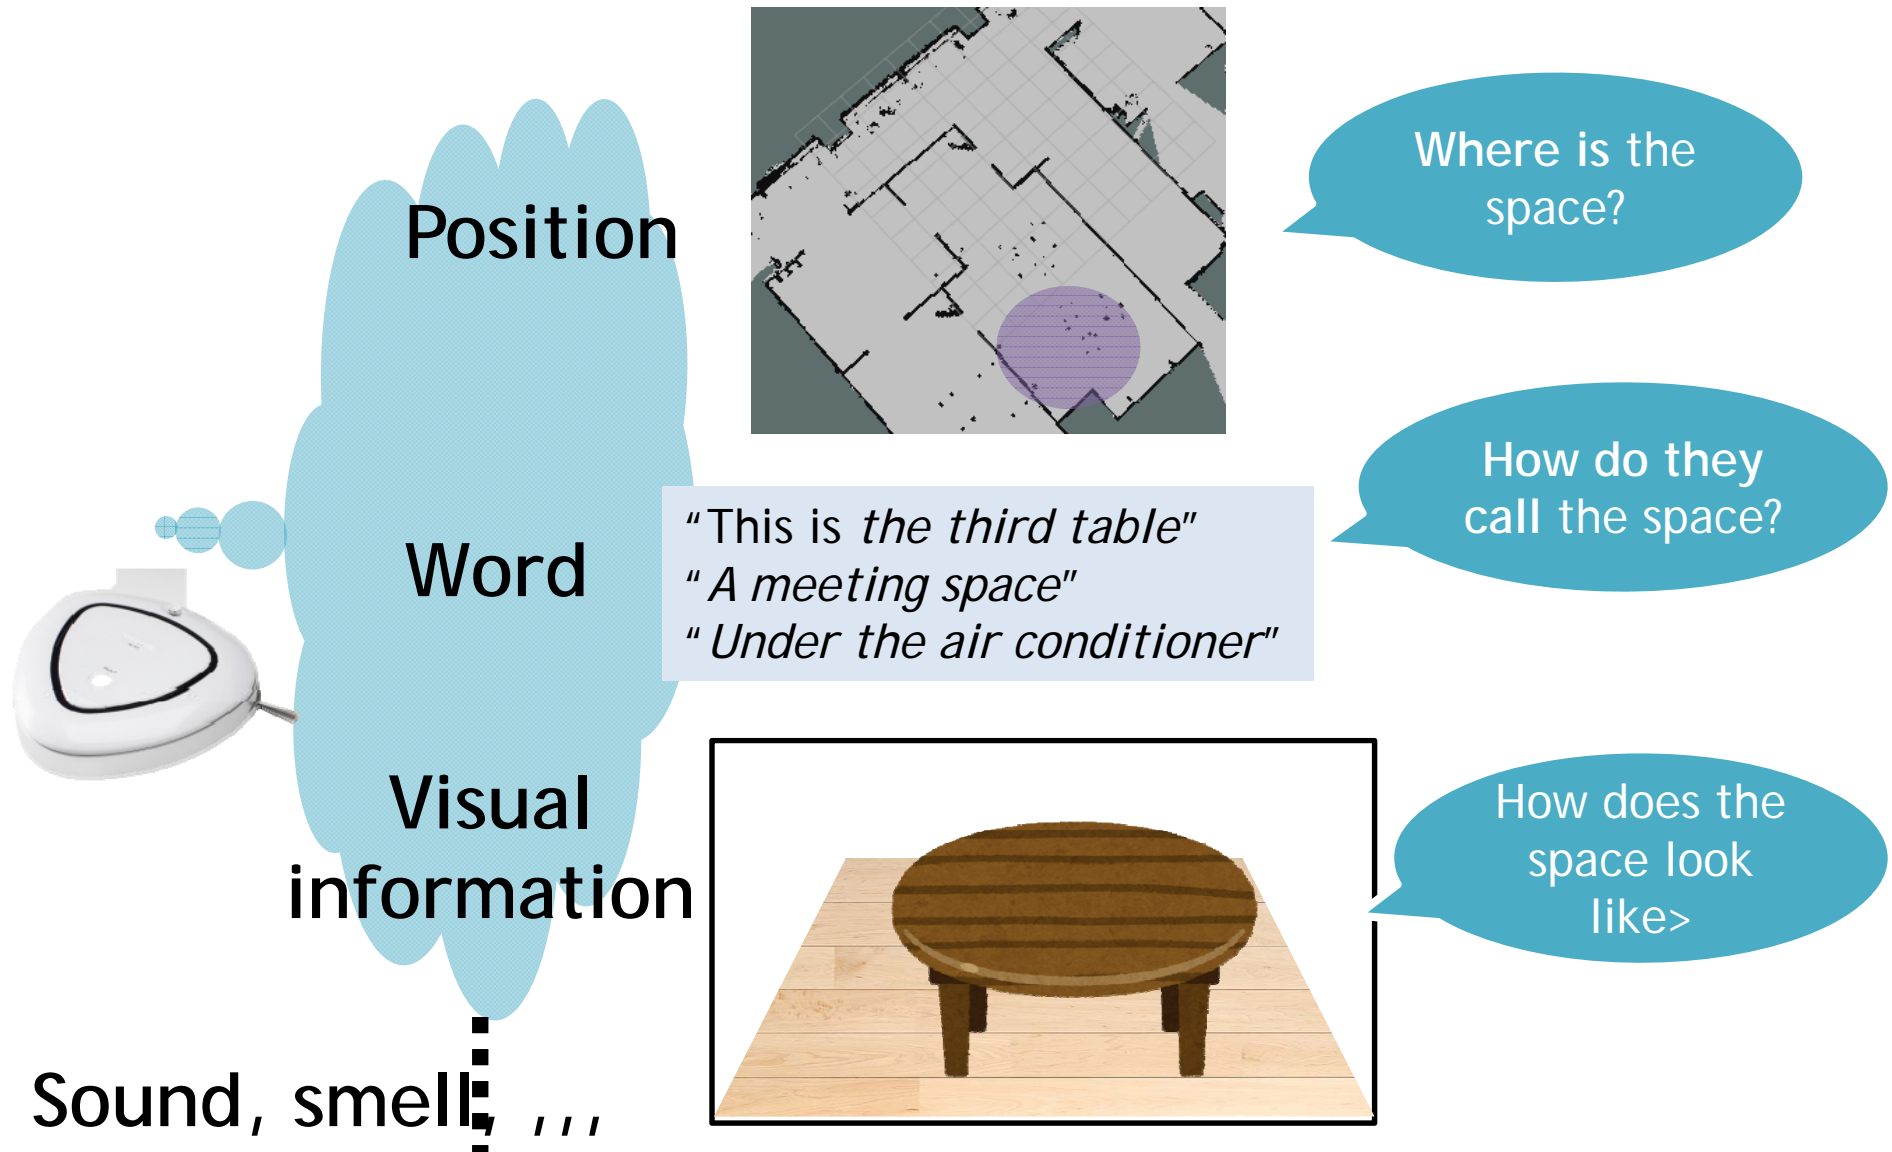 Position
Where is the
space?
Word
"This is the third table"
"A meeting space"
"Under the air conditioner"
How do they
call the space?
Visual
information
How does the
space look
like>
Sound, smell, ,,,